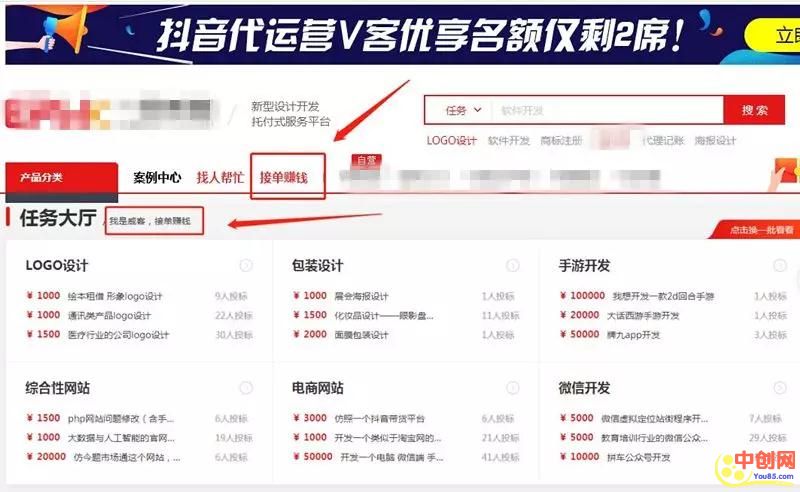 抖音代运营V客优享名额仅剩2席！
立即
新型设计开发
托付式服务平台
任务
软件开发
搜 索
LOGO设计 软件开发 商标注册 代理记账 海报设计
产品分类
案例中心
找人帮忙
接单赚钱
自营
任务大厅
我是威客，接单赚钱
点击换一批看看
LOGO设计
¥ 1000 绘本租借 形象logo设计 9人投标
¥ 1000 通讯类产品logo设计 22人投标
¥ 1500 医疗行业的公司logo设计 30人投标
包装设计
¥ 1000 展会海报设计 1人投标
¥ 1500 化妆品设计——眼影盘... 11人投标
¥ 2000 面膜包装设计 1人投标
手游开发
¥ 100000 我想开发一款2d回合手游 1人投标
¥ 20000 大话西游手游开发 1人投标
¥ 50000 牌九app开发 3人投标
综合性网站
¥ 1500 php网站问题修改（含手... 6人投标
¥ 1000 大数据与人工智能的官网... 19人投标
¥ 20000 仿今题市场通这个网站，... 6人投标
电商网站
¥ 3000 仿照一个抖音带货平台 6人投标
¥ 1000 开发一个类似于淘宝网的... 21人投标
¥ 50000 开发一个电脑 微信端 手... 41人投标
微信开发
¥ 5000 微信虚拟定位站街程序开... 7人投标
¥ 5000 教育培训行业的微信公众... 29人投标
¥ 10000 拼车公众号开发
中创网
You85.com